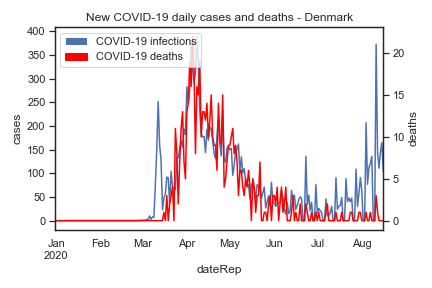 New COVID-19 daily cases and deaths - Denmark
COVID-19 infections
COVID-19 deaths
400
350
300
250
200
150
100
50
0
cases
20
15
10
5
0
deaths
Jan Feb Mar Apr May Jun Jul Aug
2020
dateRep